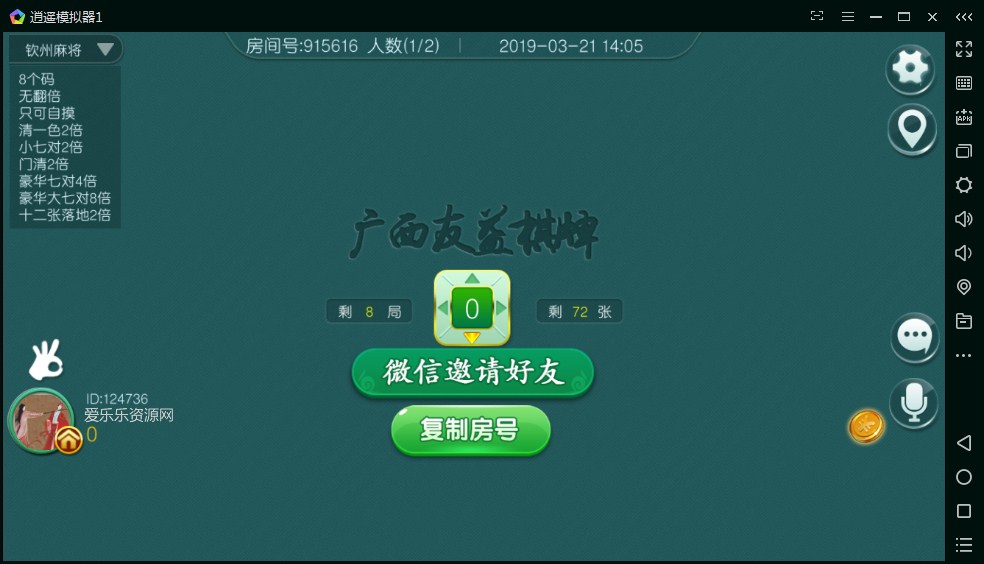 逍遥模拟器1
钦州麻将
房间号:915616 人数(1/2) | 2019-03-21 14:05
8个码
无翻倍
只可自摸
清一色2倍
小七对2倍
门清2倍
豪华七对4倍
豪华大七对8倍
十二张落地2倍
广西友益棋牌
剩 8 局
0
剩 72 张
微信邀请好友
复制房号
ID:124736
爱乐乐资源网
0
APK